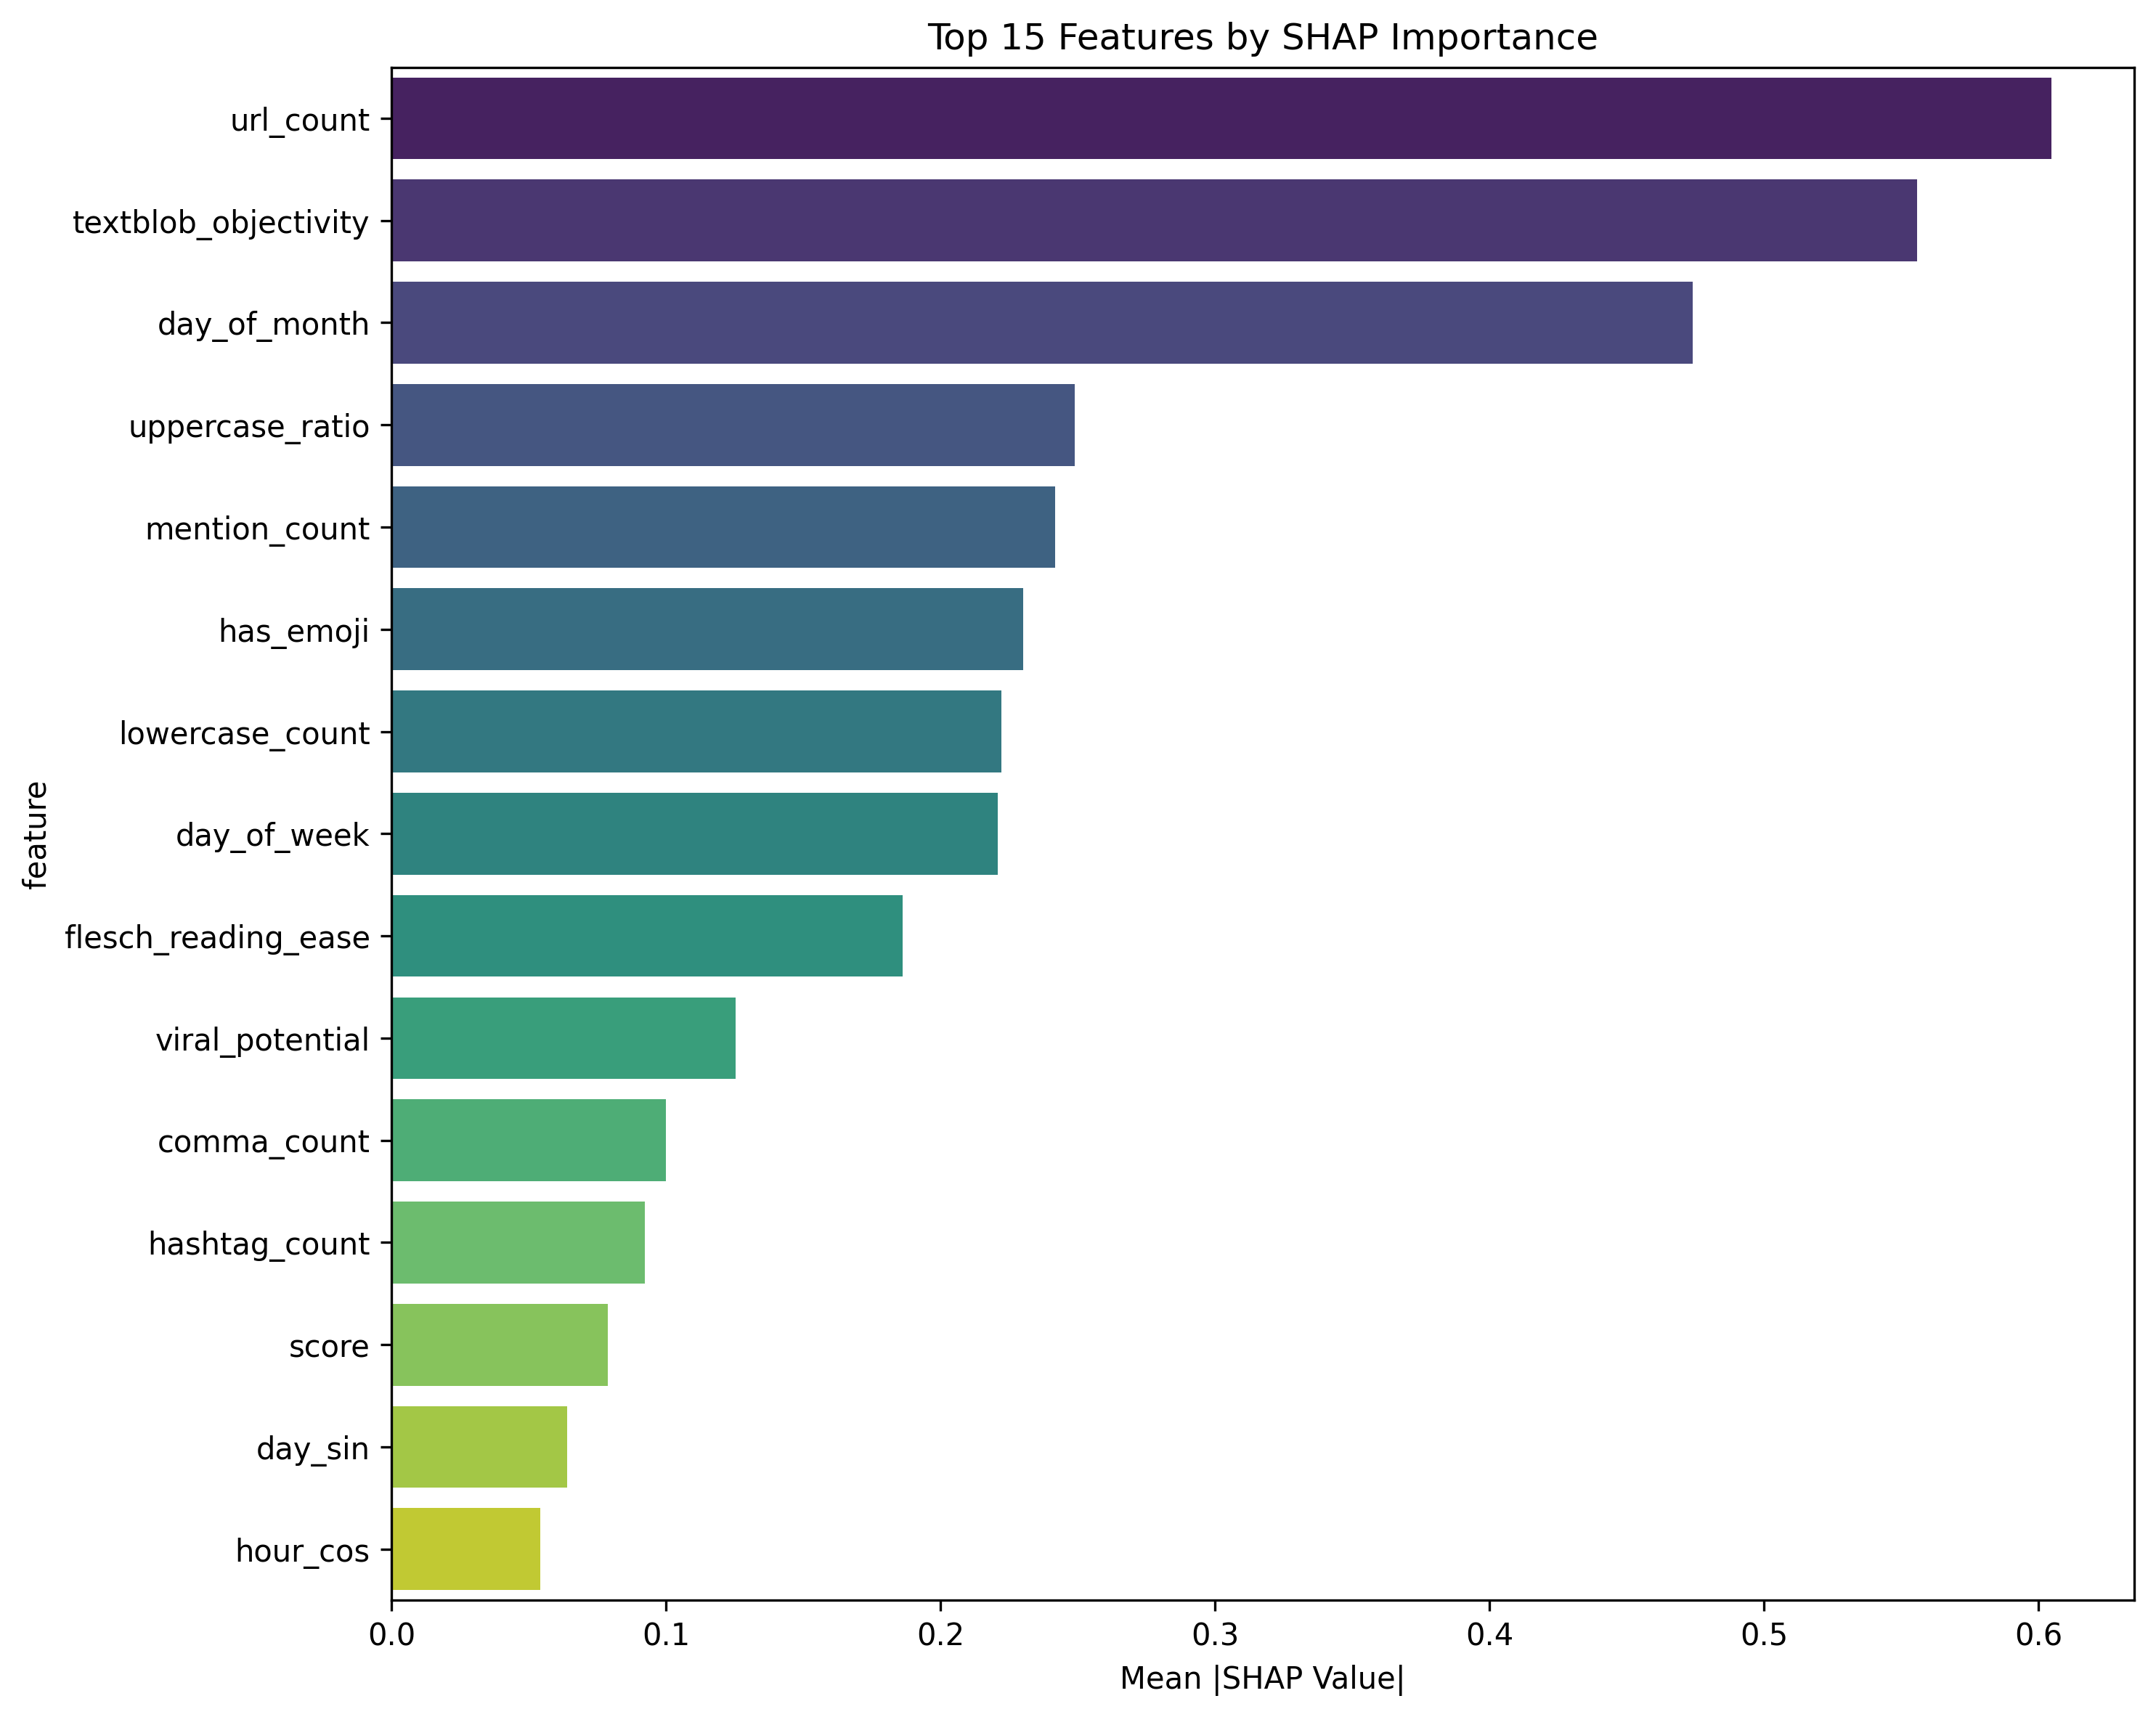 Top 15 Features by SHAP Importance
url_count
textblob_objectivity
day_of_month
uppercase_ratio
mention_count
has_emoji
lowercase_count
day_of_week
flesch_reading_ease
viral_potential
comma_count
hashtag_count
score
day_sin
hour_cos
feature
0.0 0.1 0.2 0.3 0.4 0.5 0.6
Mean |SHAP Value|